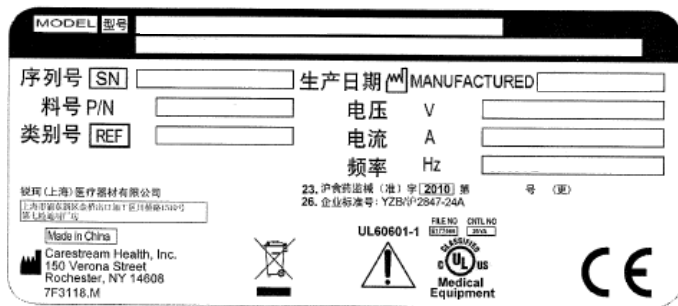 MODEL 型号
序列号 SN
生产日期 MANUFACTURED
料号 P/N
电压 V
类别号 REF
电流 A
频率 Hz
锐珂(上海)医疗器材有限公司
23. 沪食药监械(准)字 2010 第 号 (更)
26. 企业标准号: YZB/沪2847-24A
Made in China
Carestream Health, Inc.
150 Verona Street
Rochester, NY 14608
7F3118.M
UL60601-1
FILE NO CNTL NO
CLASSIFIED
C UL US
Medical
Equipment
CE